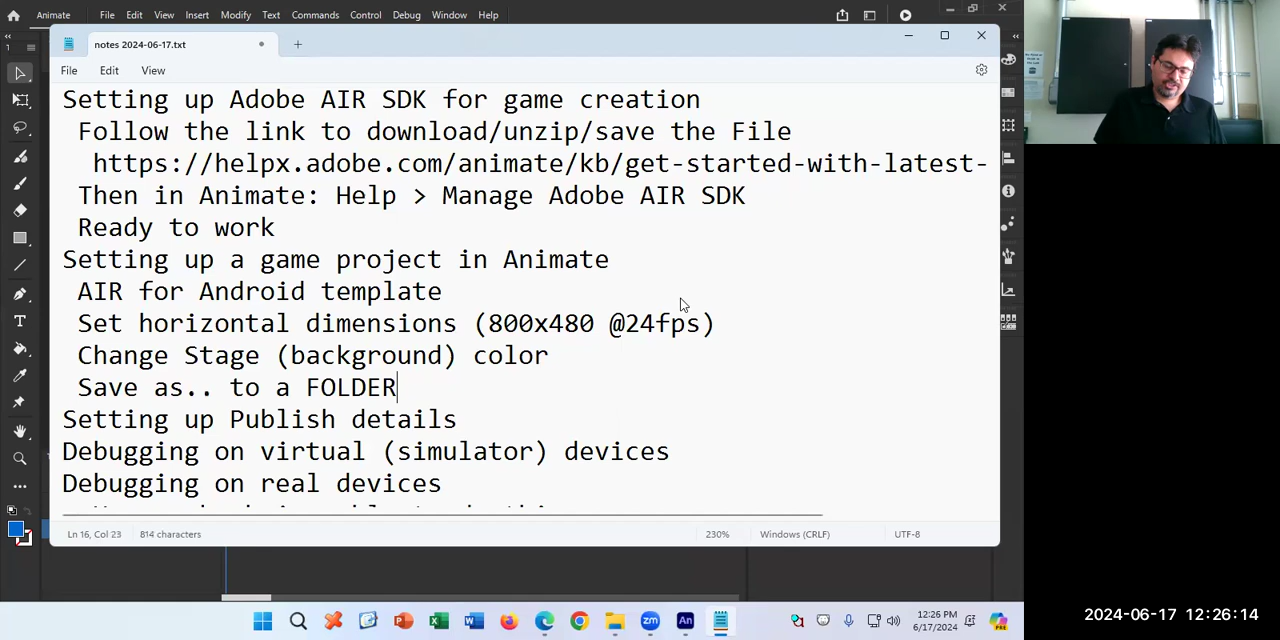 Animate File Edit View Insert Modify Text Commands Control Debug Window Help
notes 2024-06-17.txt
File Edit View
Setting up Adobe AIR SDK for game creation
Follow the link to download/unzip/save the File
https://helpx.adobe.com/animate/kb/get-started-with-latest-
Then in Animate: Help > Manage Adobe AIR SDK
Ready to work
Setting up a game project in Animate
AIR for Android template
Set horizontal dimensions (800x480 @24fps)
Change Stage (background) color
Save as.. to a FOLDER
Setting up Publish details
Debugging on virtual (simulator) devices
Debugging on real devices
Ln 16, Col 23 814 characters 230% Windows (CRLF) UTF-8
12:26 PM
6/17/2024
2024-06-17 12:26:14